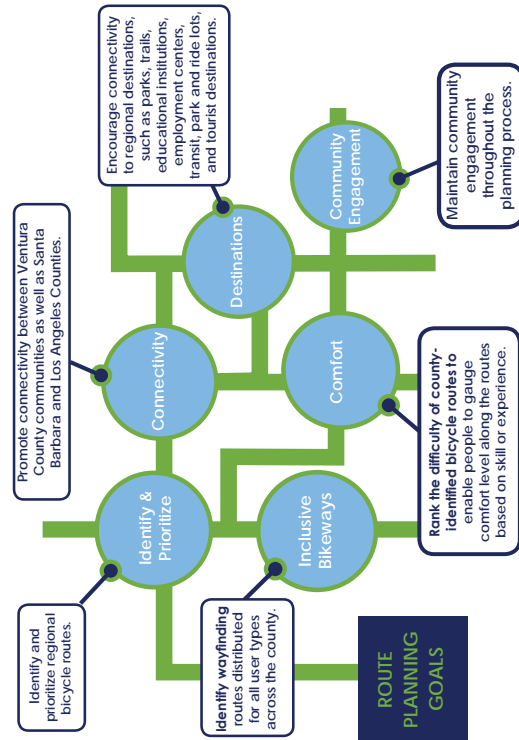 ROUTE
PLANNING
GOALS
Identify and
prioritize regional
bicycle routes.
Identify &
Prioritize
Promote connectivity between Ventura
County communities as well as Santa
Barbara and Los Angeles Counties.
Connectivity
Encourage connectivity
to regional destinations,
such as parks, trails,
educational institutions,
employment centers,
transit, park and ride lots,
and tourist destinations.
Destinations
Identify wayfinding
routes distributed
for all user types
across the county.
Inclusive
Bikeways
Comfort
Rank the difficulty of county-
identified bicycle routes to
enable people to gauge
comfort level along the routes
based on skill or experience.
Community
Engagement
Maintain community
engagement
throughout the
planning process.